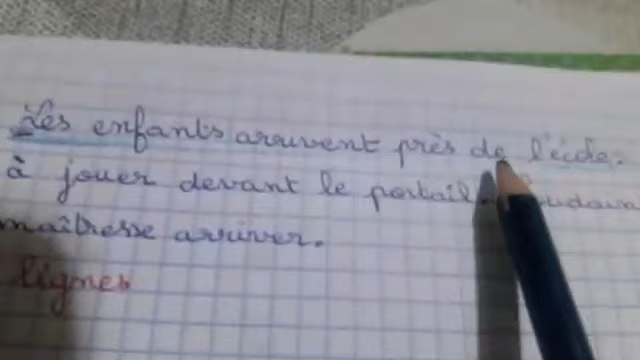 Les enfants arrivent près de l'école.
à jouer devant le portail.
maîtresse arriver.
lignes